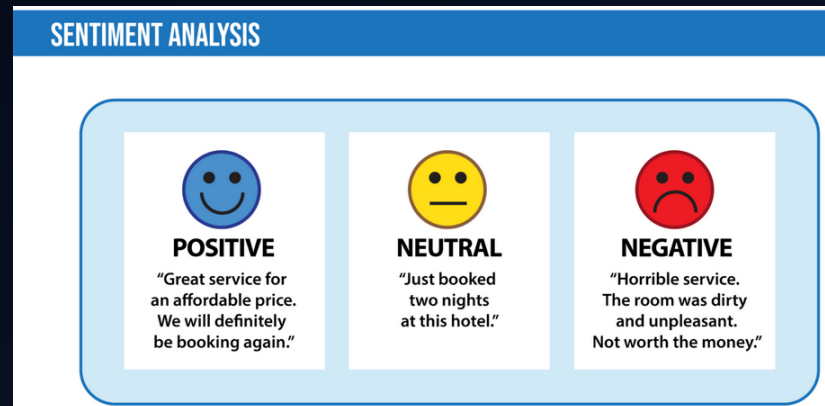 SENTIMENT ANALYSIS
POSITIVE
“Great service for
an affordable price.
We will definitely
be booking again.”
NEUTRAL
“Just booked
two nights
at this hotel.”
NEGATIVE
“Horrible service.
The room was dirty
and unpleasant.
Not worth the money.”